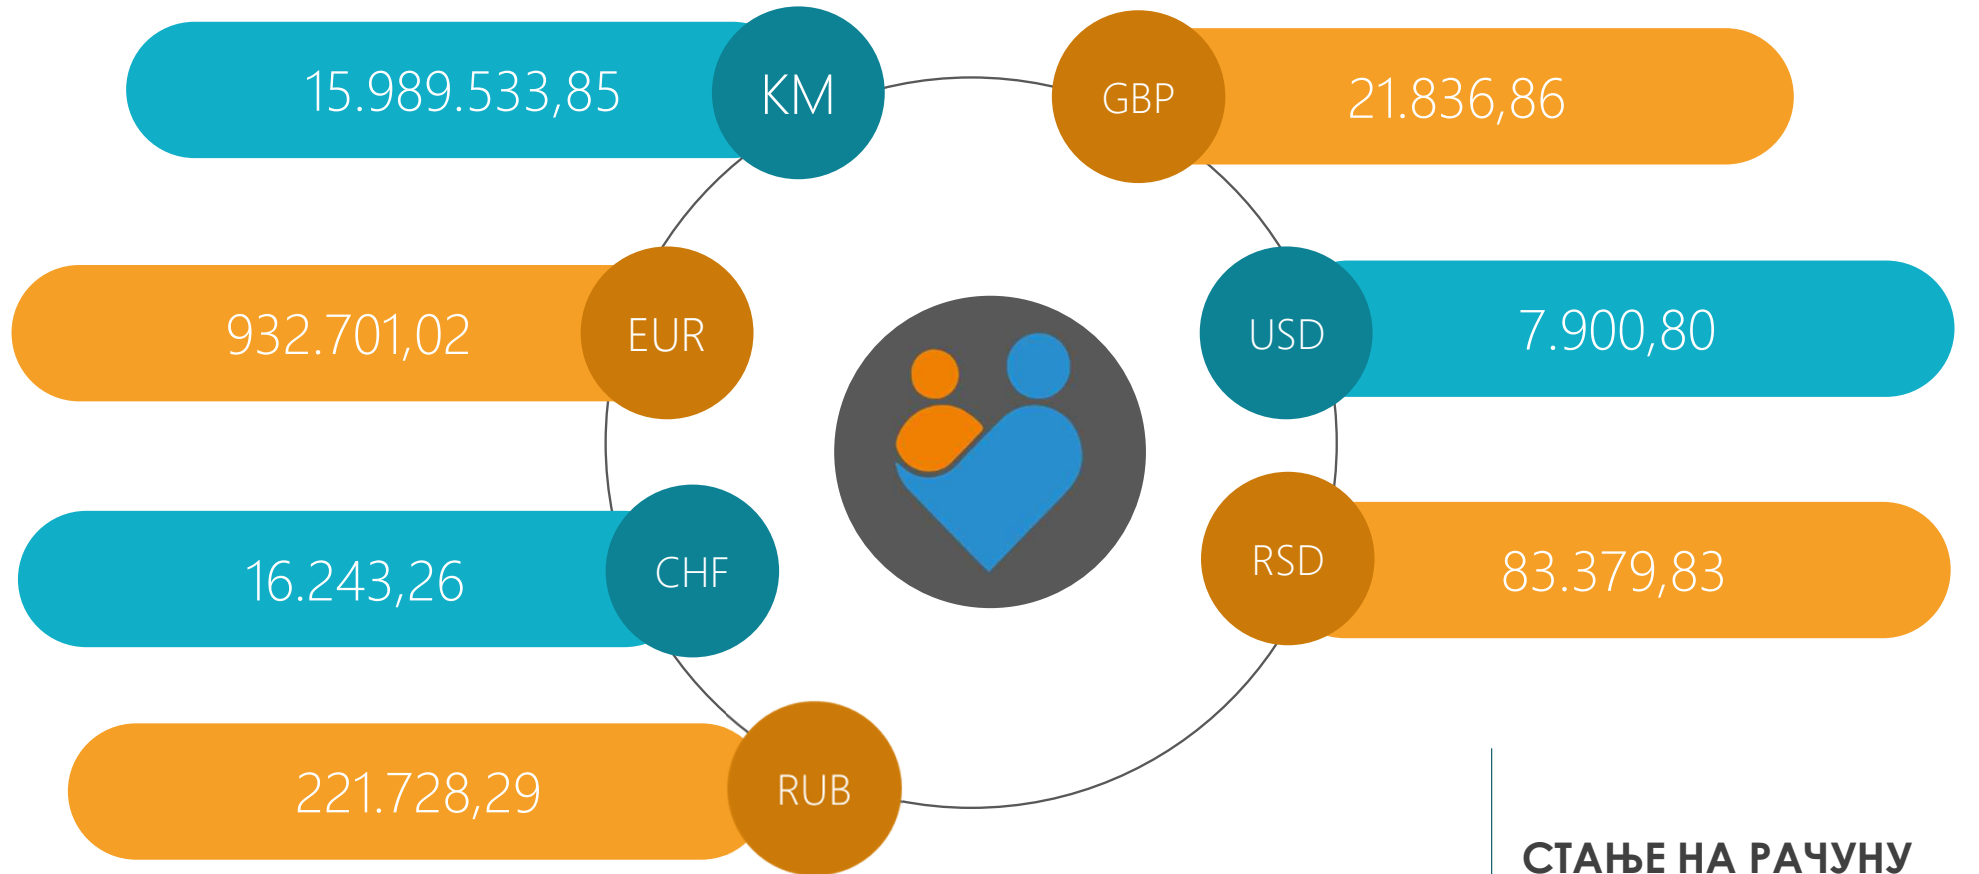 15.989.533,85
KM
GBP
21.836,86
932.701,02
EUR
USD
7.900,80
16.243,26
CHF
RSD
83.379,83
221.728,29
RUB
СТАЊЕ НА РАЧУНУ